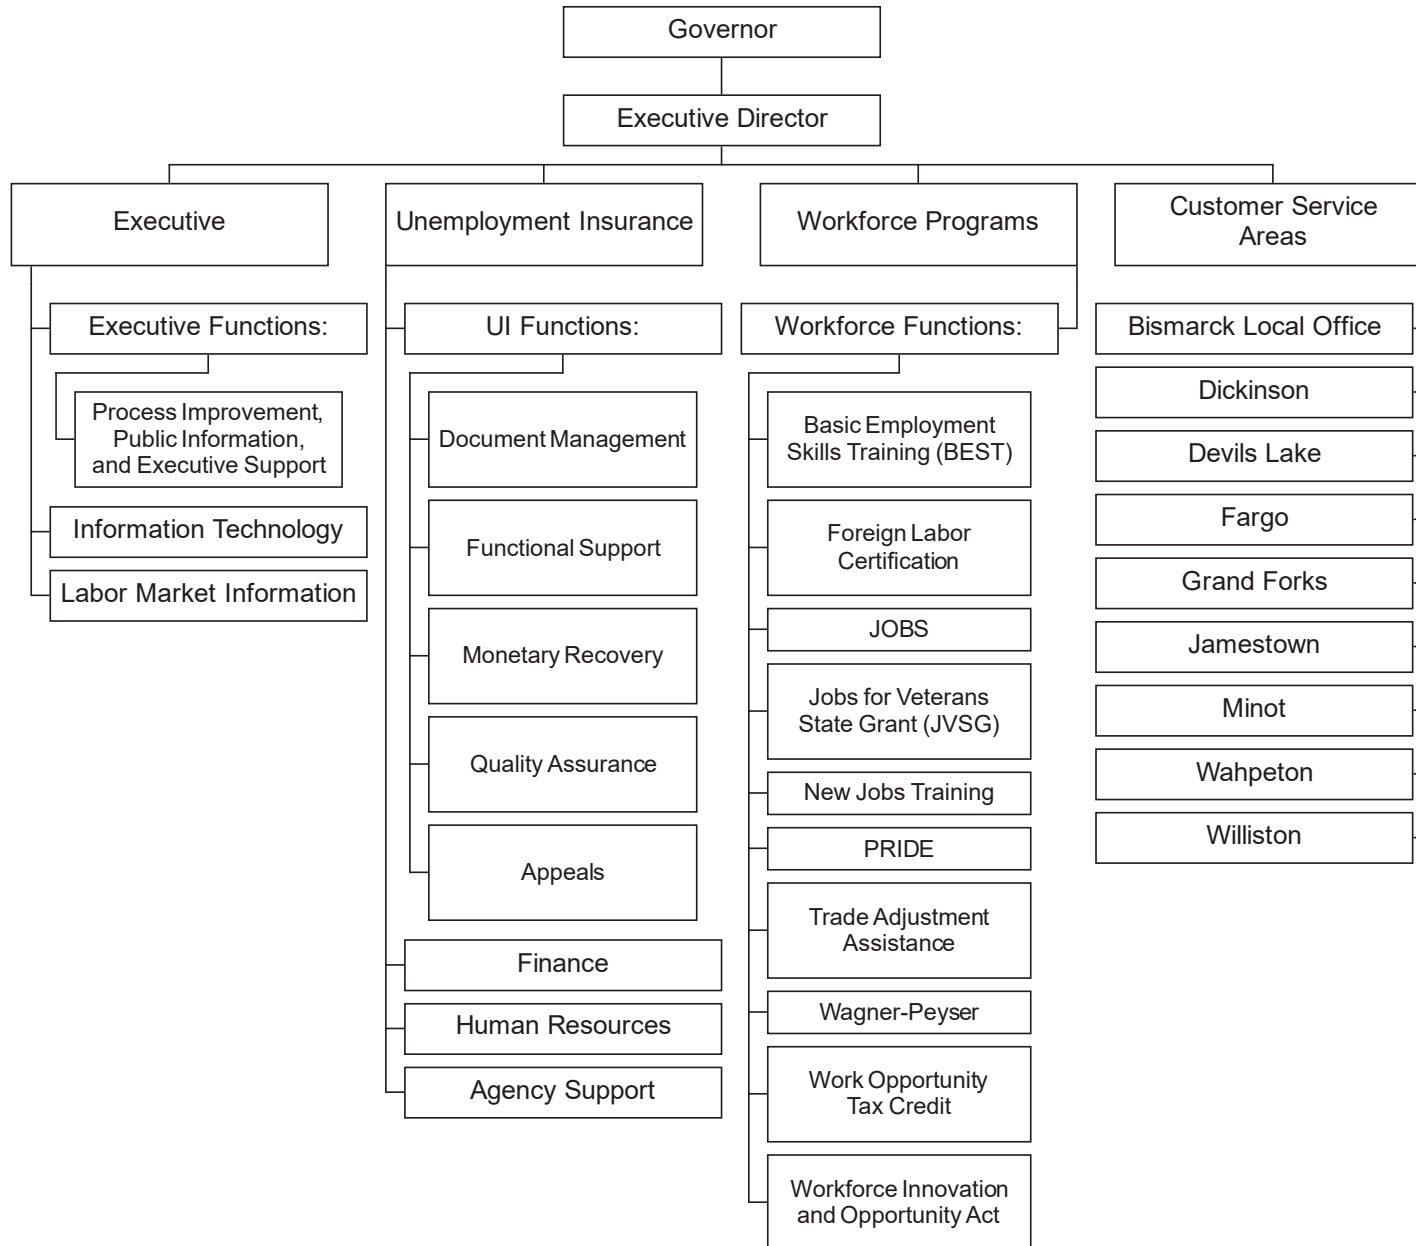 Governor
Executive Director
Executive
Executive Functions:
Process Improvement,
Public Information,
and Executive Support
Information Technology
Labor Market Information
Unemployment Insurance
UI Functions:
Document Management
Functional Support
Monetary Recovery
Quality Assurance
Appeals
Finance
Human Resources
Agency Support
Workforce Programs
Workforce Functions:
Basic Employment
Skills Training (BEST)
Foreign Labor
Certification
JOBS
Jobs for Veterans
State Grant (JVSG)
New Jobs Training
PRIDE
Trade Adjustment
Assistance
Wagner-Peyser
Work Opportunity
Tax Credit
Workforce Innovation
and Opportunity Act
Customer Service
Areas
Bismarck Local Office
Dickinson
Devils Lake
Fargo
Grand Forks
Jamestown
Minot
Wahpeton
Williston